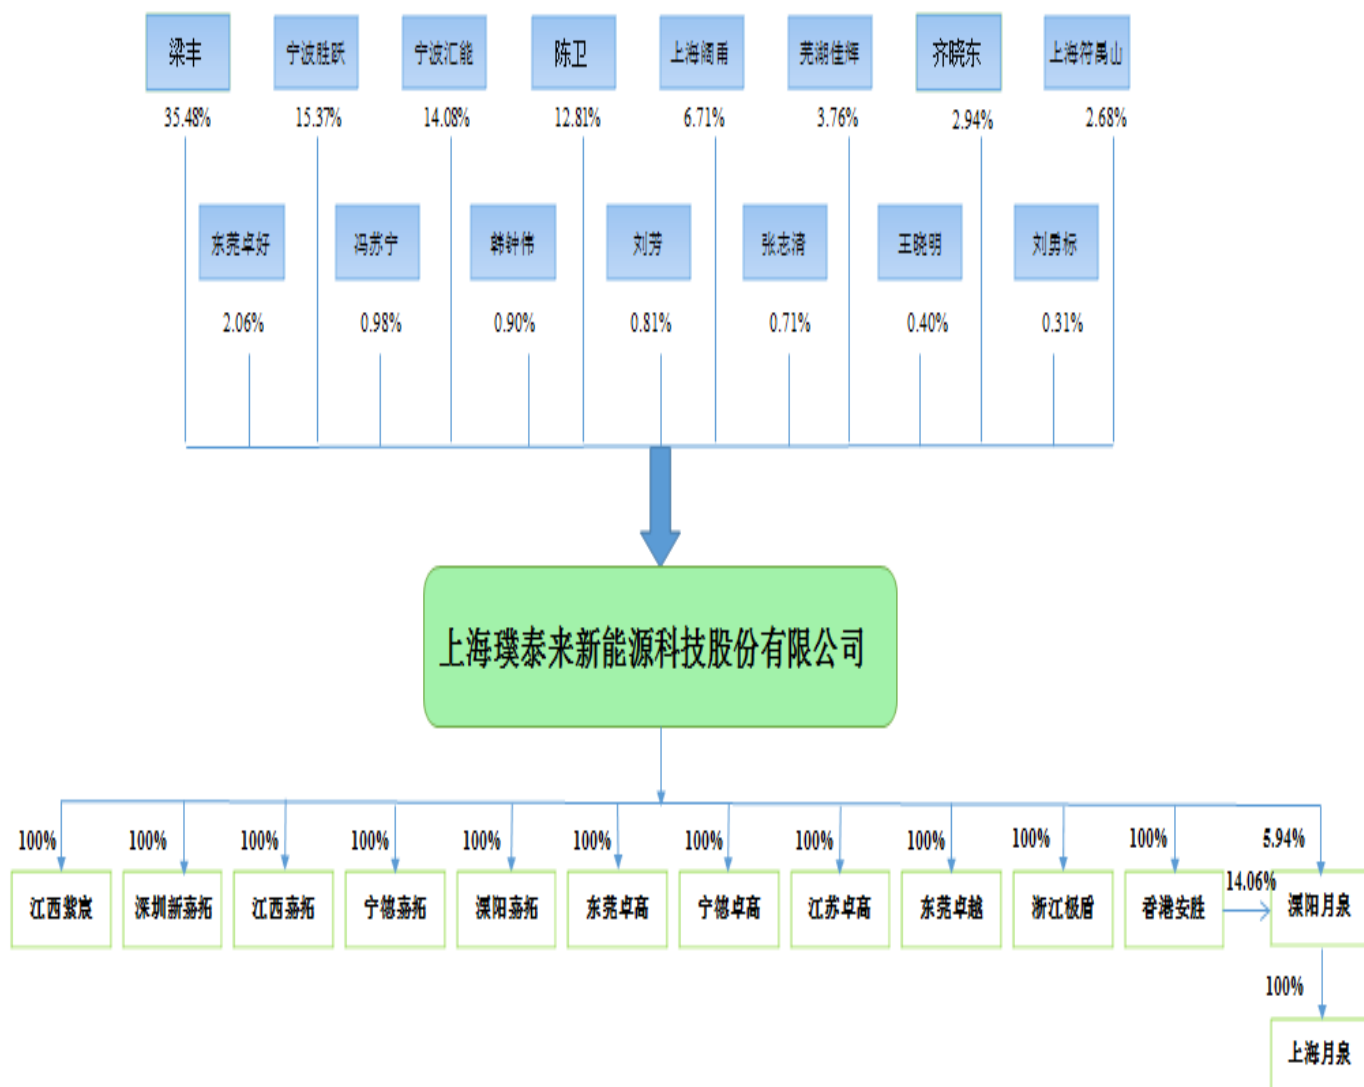 梁丰
宁波胜跃
宁波汇能
陈卫
上海阔甬
芜湖佳辉
齐晓东
上海符禺山
35.48%
15.37%
14.08%
12.81%
6.71%
3.76%
2.94%
2.68%
东莞卓好
冯苏宁
韩钟伟
刘芳
张志清
王晓明
刘勇标
2.06%
0.98%
0.90%
0.81%
0.71%
0.40%
0.31%
上海璞泰来新能源科技股份有限公司
100%
100%
100%
100%
100%
100%
100%
100%
100%
100%
100%
5.94%
江西紫宸
深圳新嘉拓
江西嘉拓
宁德嘉拓
溧阳嘉拓
东莞卓高
宁德卓高
江苏卓高
东莞卓越
浙江极盾
香港安胜
14.06%
溧阳月泉
100%
上海月泉